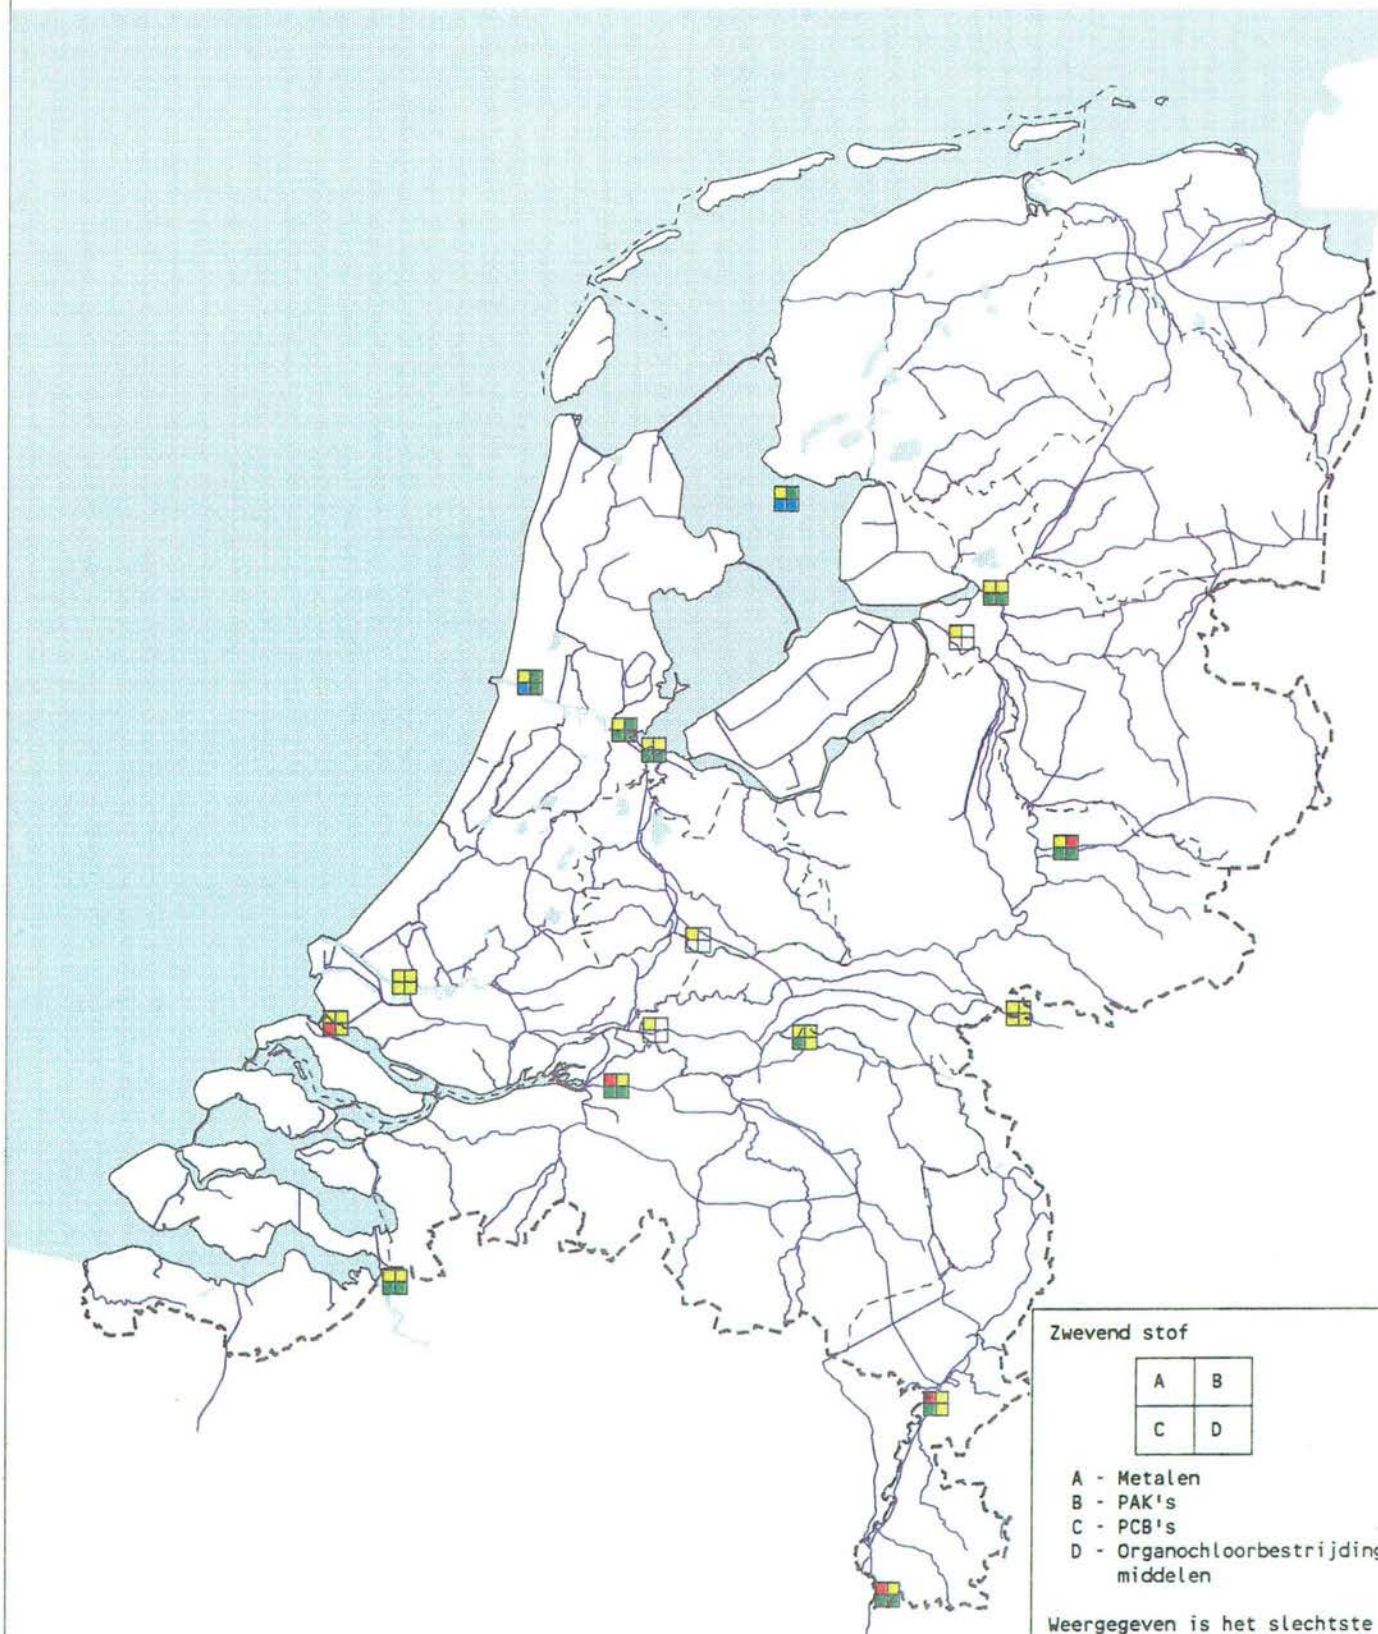 Zwevend stof
A B
C D
A - Metalen
B - PAK's
C - PCB's
D - Organochloorbestrijding
middelen
Weergegeven is het slechtste